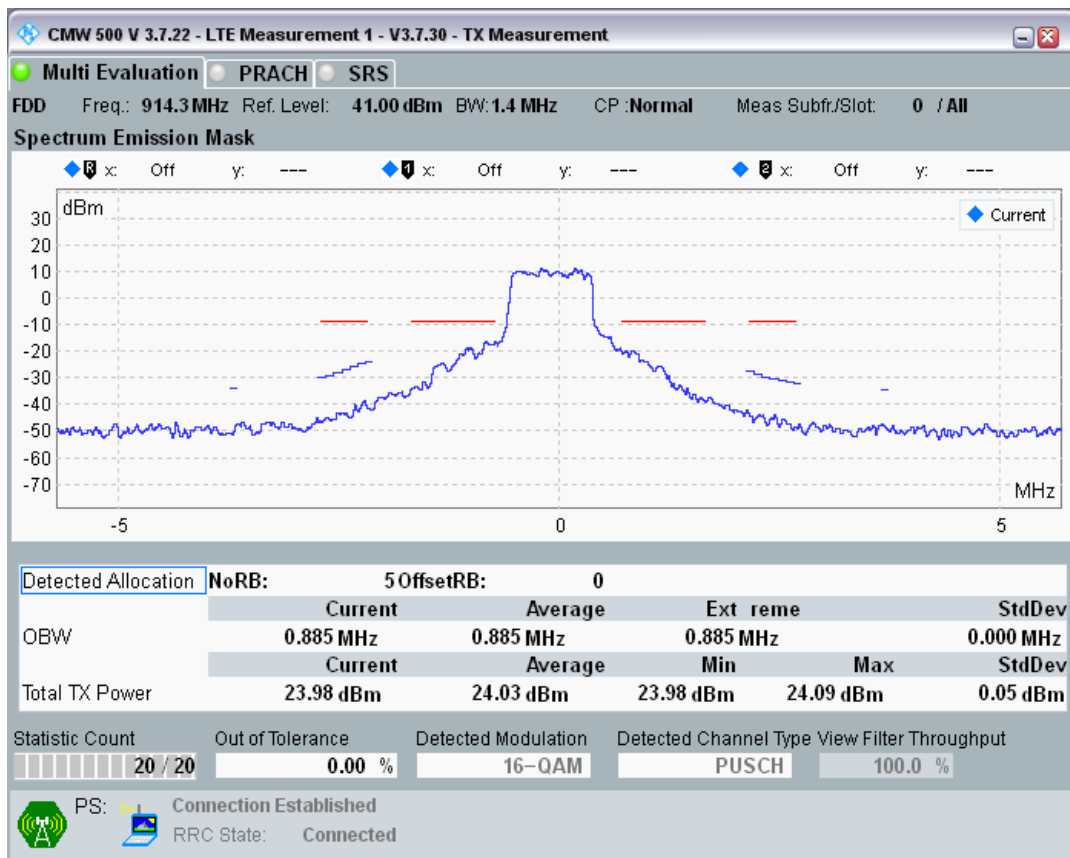 CMW 500 V 3.7.22 - LTE Measurement 1 - V3.7.30 - TX Measurement
Multi Evaluation PRACH SRS
FDD Freq.: 914.3 MHz Ref. Level: 41.00 dBm BW: 1.4 MHz CP :Normal Meas Subfr./Slot: 0 / All
Spectrum Emission Mask
R x: Off y: --- 1 x: Off y: --- 2 x: Off y: ---
dBm
Current
30
20
10
0
-10
-20
-30
-40
-50
-60
-70
MHz
-5 0 5
Detected Allocation NoRB: 5 OffsetRB: 0
Current Average Ext reme StdDev
OBW 0.885 MHz 0.885 MHz 0.885 MHz 0.000 MHz
Current Average Min Max StdDev
Total TX Power 23.98 dBm 24.03 dBm 23.98 dBm 24.09 dBm 0.05 dBm
Statistic Count Out of Tolerance Detected Modulation Detected Channel Type View Filter Throughput
20 / 20 0.00 % 16-QAM PUSCH 100.0 %
PS: Connection Established
RRC State: Connected